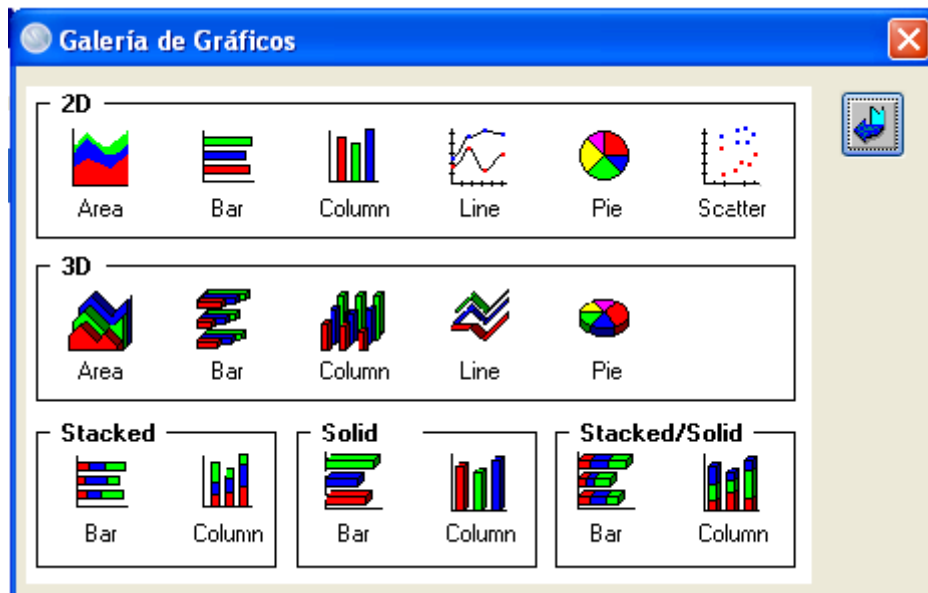 Galería de Gráficos
2D
Area Bar Column Line Pie Scatter
3D
Area Bar Column Line Pie
Stacked Solid Stacked/Solid
Bar Column Bar Column Bar Column